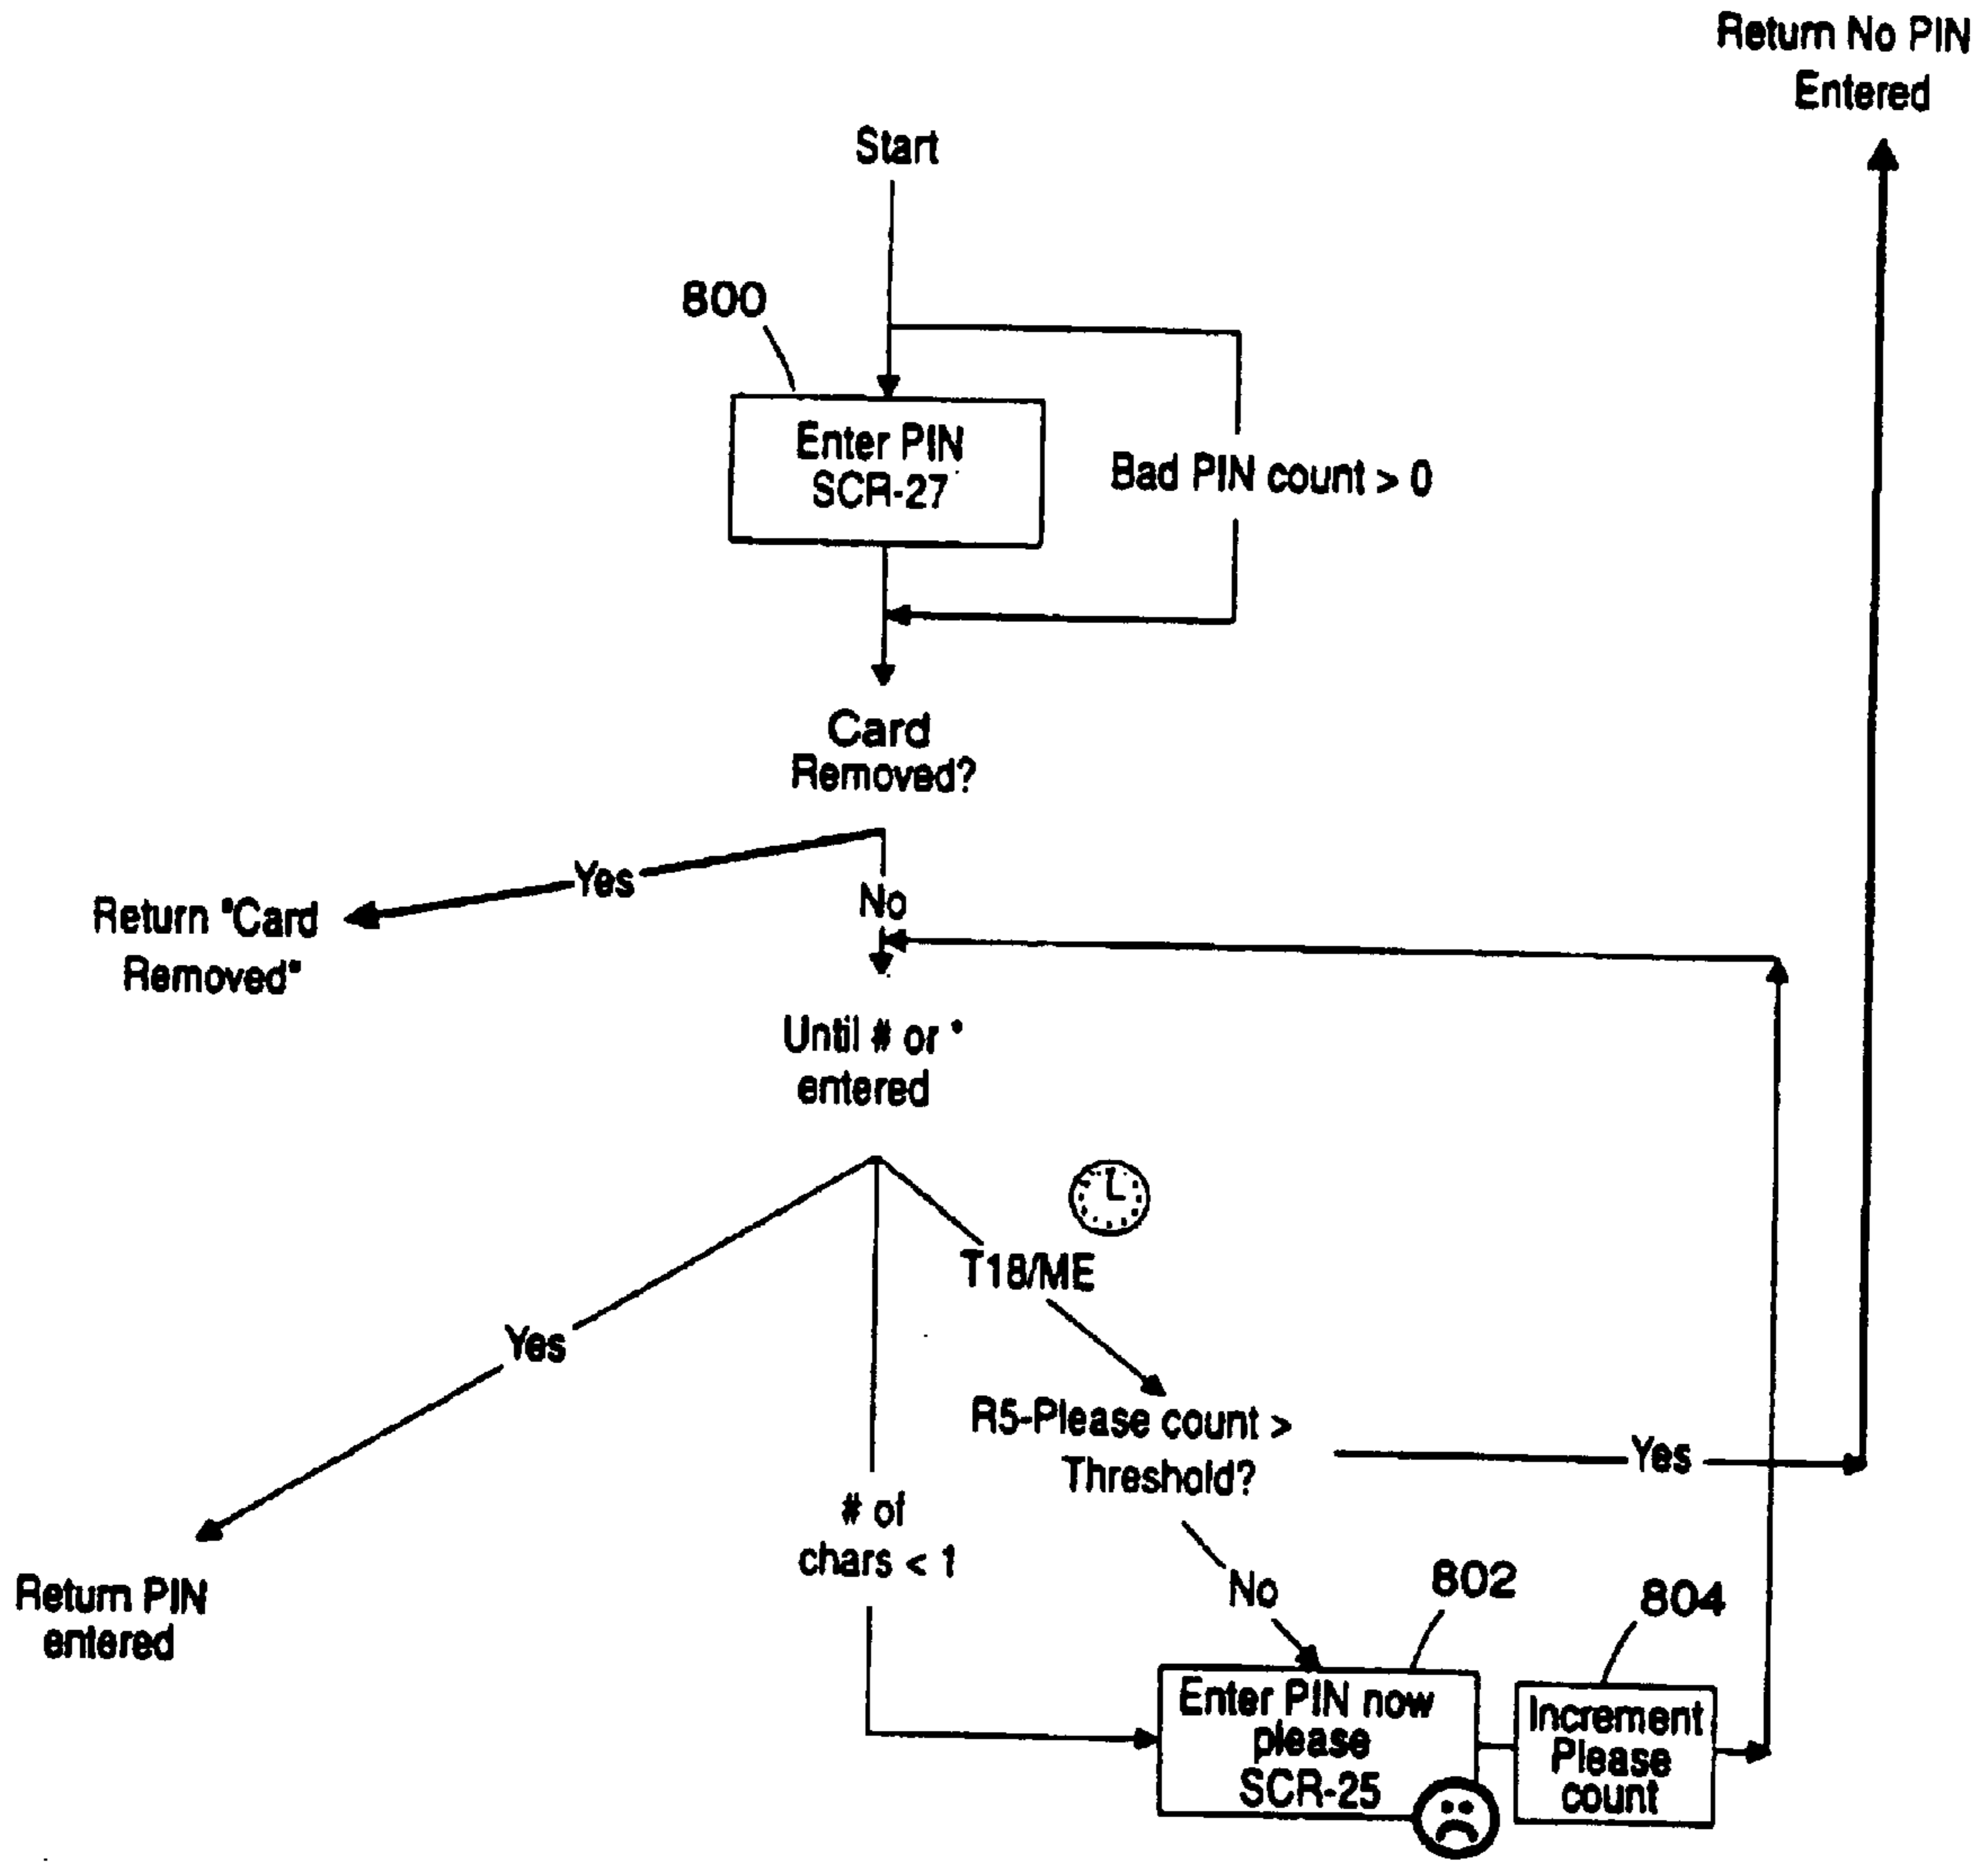 Return No PIN
Entered
Start
800
Enter PIN
SCR-27
Bad PIN count > 0
Card
Removed?
Yes
No
Return "Card
Removed"
Until # or *
entered
T18/ME
Yes
R5-Please count >
Threshold?
Yes
# of
chars < 1
No
802
804
Return PIN
entered
Enter PIN now
please
SCR-25
Increment
Please
count